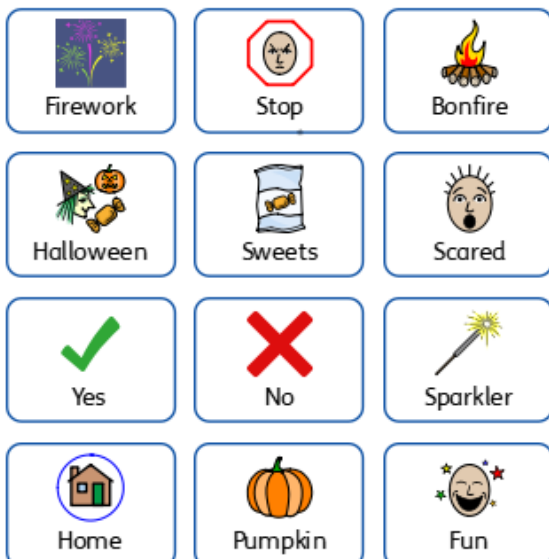 Firework
Stop
Bonfire
Halloween
Sweets
Scared
Yes
No
Sparkler
Home
Pumpkin
Fun